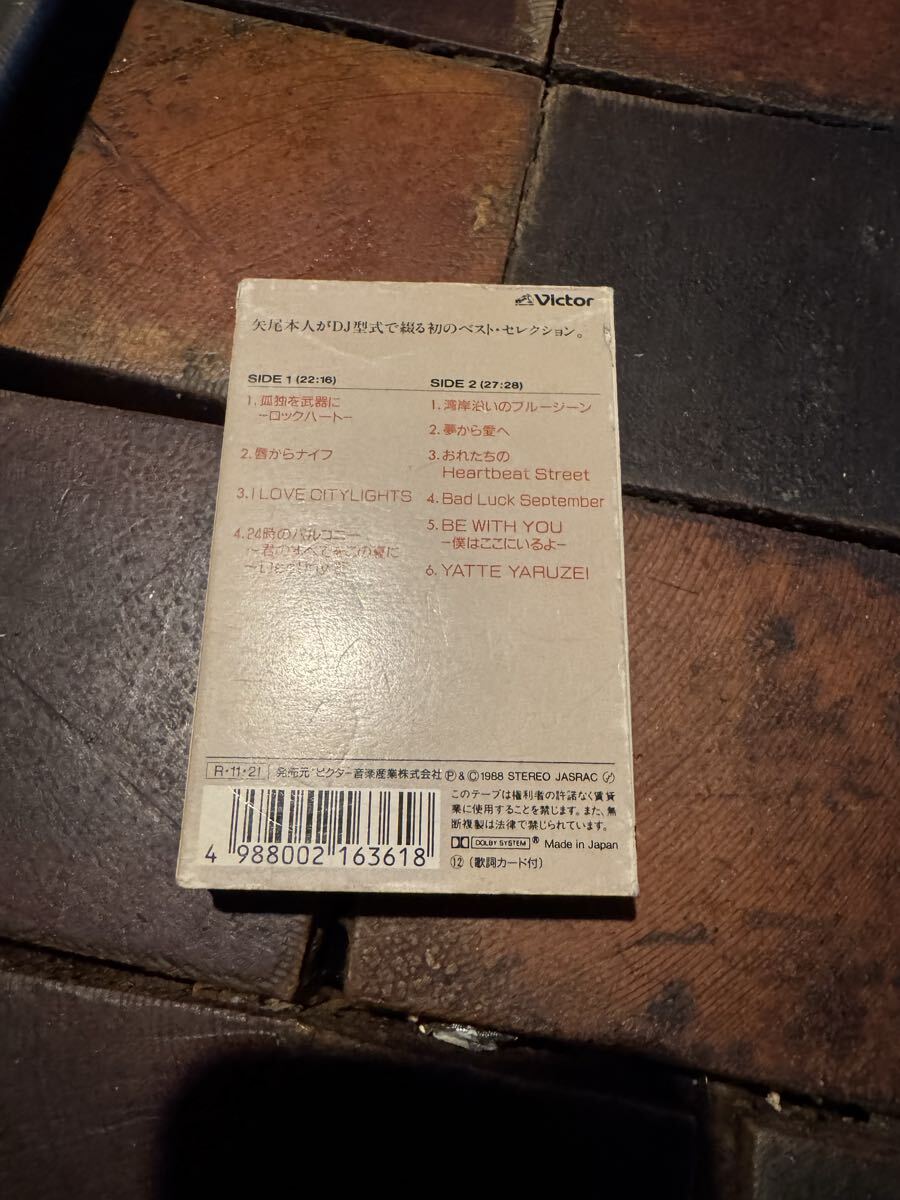 Victor
矢尾本人がDJ型式で綴る初のベスト・セレクション。
SIDE 1 (22:16)
1. 孤独を武器に
−ロックハート−
2. 唇からナイフ
3. I LOVE CITYLIGHTS
4. 24時のバルコニー
〜君のすべてをこの夏に
SIDE 2 (27:28)
1. 湾岸沿いのブルージーン
2. 夢から愛へ
3. おれたちの
Heartbeat Street
4. Bad Luck September
5. BE WITH YOU
−僕はここにいるよ−
6. YATTE YARUZE!
R・11・21 発売元 ビクター音楽産業株式会社 Ⓟ & Ⓒ 1988 STEREO JASRAC
このテープは権利者の許諾なく賃貸
業に使用することを禁じます。また、無
断複製は法律で禁じられています。
DOLBY SYSTEM ® Made in Japan
⑫ (歌詞カード付)
4 988002 163618